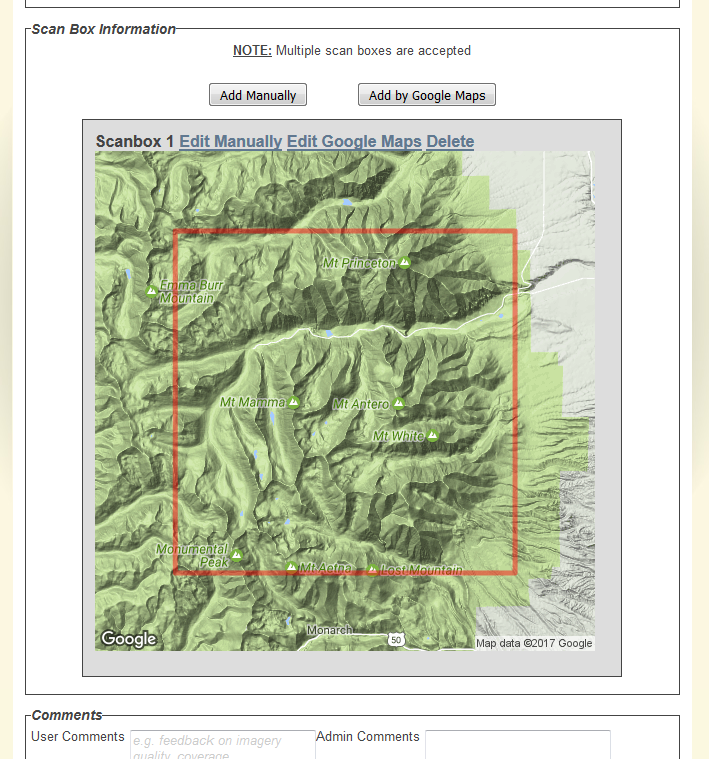 Scan Box Information
NOTE: Multiple scan boxes are accepted
Add Manually Add by Google Maps
Scanbox 1 Edit Manually Edit Google Maps Delete
Mt Princeton
Emma Burr
Mountain
Mt Mamma
Mt Antero
Mt White
Monumental
Peak
Mt Aetna
Lost Mountain
Monarch
50
Google
Map data ©2017 Google
Comments
User Comments
e.g. feedback on imagery
quality, coverage
Admin Comments